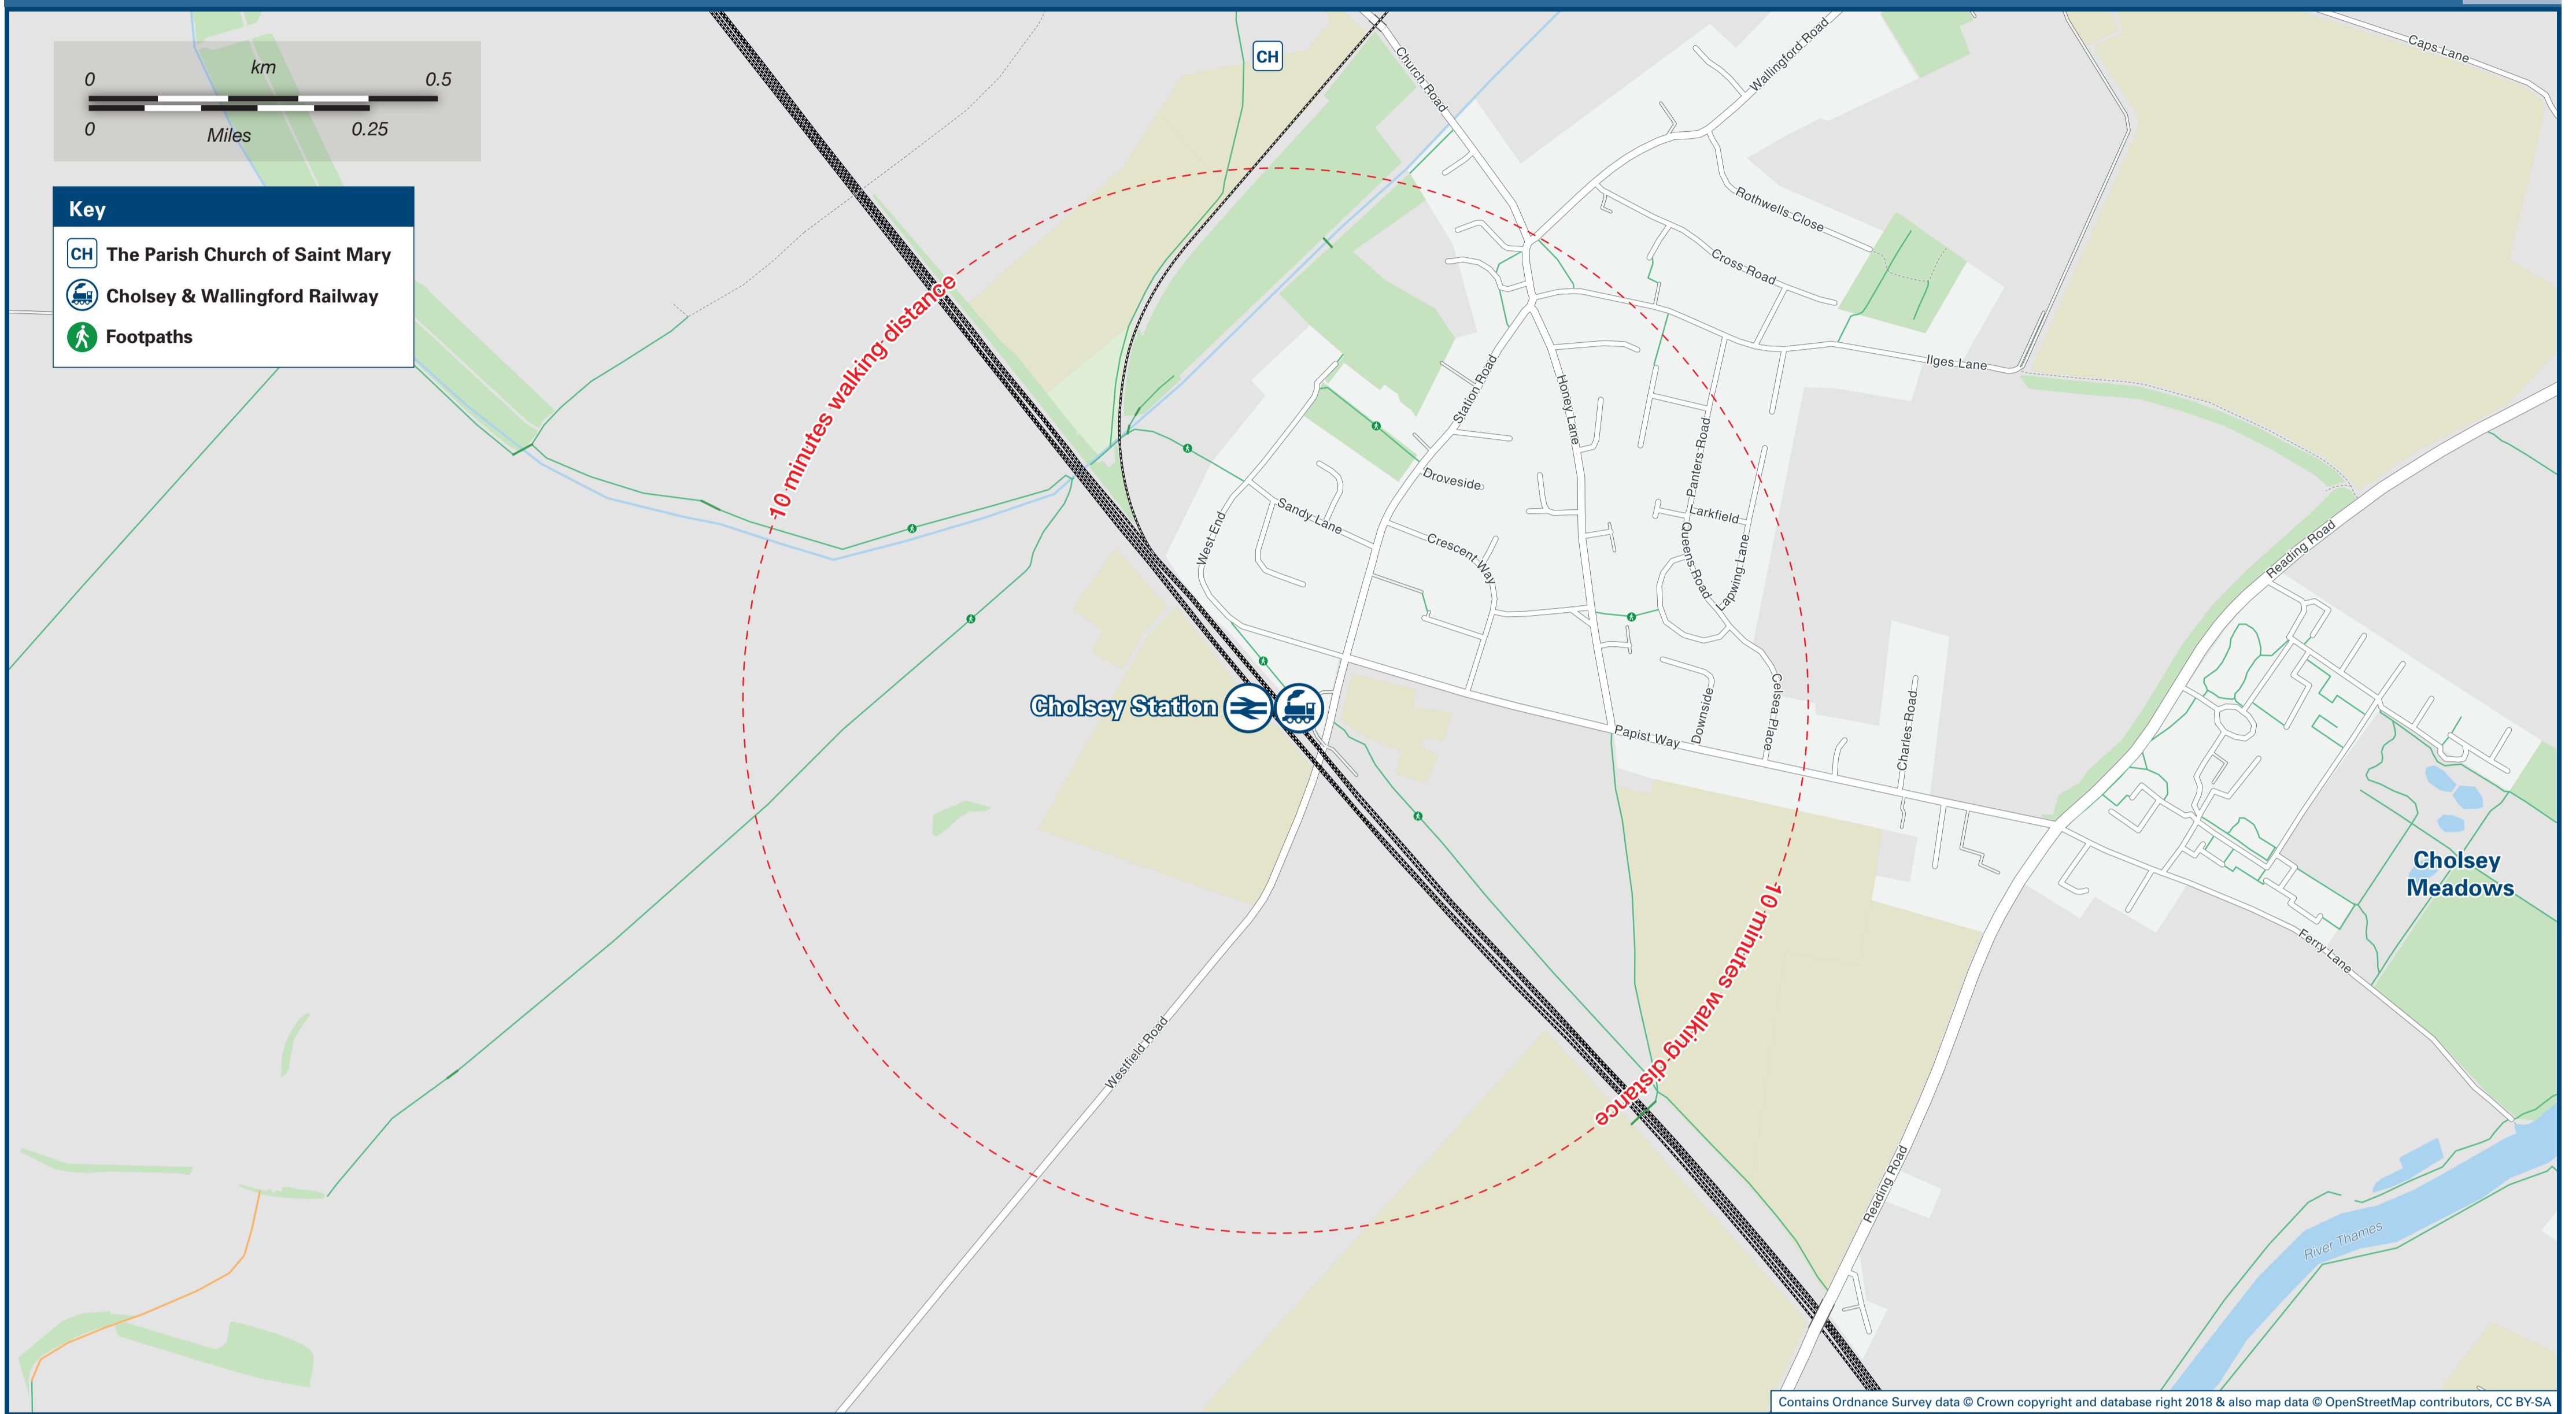 km
0
0.5
0
Miles
0.25
Key
CH The Parish Church of Saint Mary
Cholsey & Wallingford Railway
Footpaths
CH
Church Road
Wallingford Road
Caps Lane
Rothwells Close
Cross Road
Ilges Lane
10 minutes walking distance
Station Road
Honey Lane
Panters Road
Droveside
Sandy Lane
West End
Crescent Way
Larkfield
Queens Road
Lapwing Lane
Reading Road
Cholsey Station
Papist Way
Downside
Celsea Place
Charles Road
Cholsey
Meadows
Ferry Lane
10 minutes walking distance
Westfield Road
Reading Road
River Thames
Contains Ordnance Survey data © Crown copyright and database right 2018 & also map data © OpenStreetMap contributors, CC BY-SA